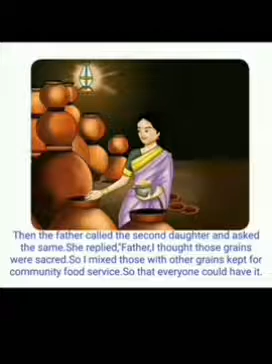 Then the father called the second daughter and asked
the same.She replied,"Father,I thought those grains
were sacred.So I mixed those with other grains kept for
community food service.So that everyone could have it.